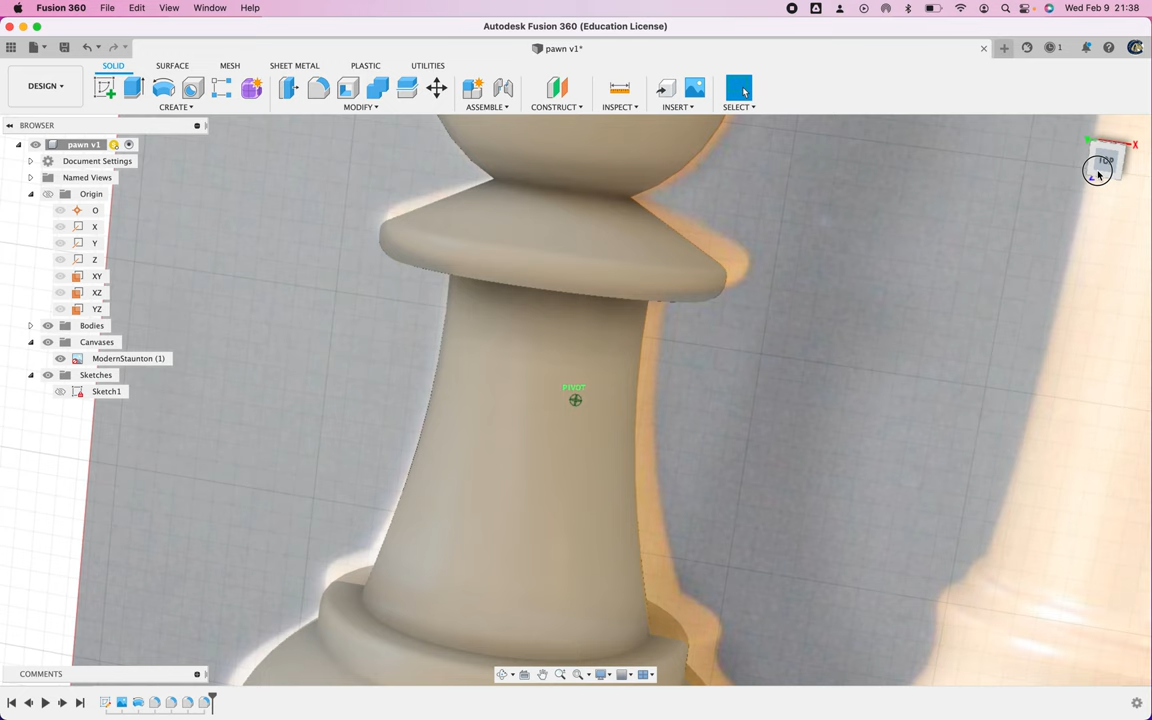 Fusion 360 File Edit View Window Help Wed Feb 9 21:38
Autodesk Fusion 360 (Education License)
pawn v1* 1
SOLID SURFACE MESH SHEET METAL PLASTIC UTILITIES
DESIGN
CREATE MODIFY ASSEMBLE CONSTRUCT INSPECT INSERT SELECT
BROWSER
pawn v1
Document Settings
Named Views
Origin
O
X
Y
Z
XY
XZ
YZ
Bodies
Canvases
ModernStaunton (1)
Sketches
Sketch1
X
TOP
Z
PIVOT
COMMENTS